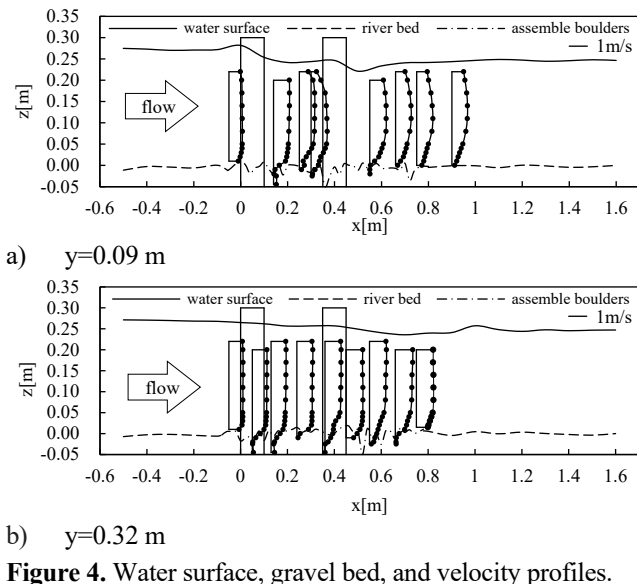 water surface river bed assemble boulders
1m/s
z[m]
0.35
0.30
0.25
0.20
0.15
0.10
0.05
0.00
-0.05
flow
-0.6 -0.4 -0.2 0 0.2 0.4 0.6 0.8 1 1.2 1.4 1.6
x[m]
a) y=0.09 m
water surface river bed assemble boulders
1m/s
z[m]
0.35
0.30
0.25
0.20
0.15
0.10
0.05
0.00
-0.05
flow
-0.6 -0.4 -0.2 0 0.2 0.4 0.6 0.8 1 1.2 1.4 1.6
x[m]
b) y=0.32 m
Figure 4. Water surface, gravel bed, and velocity profiles.